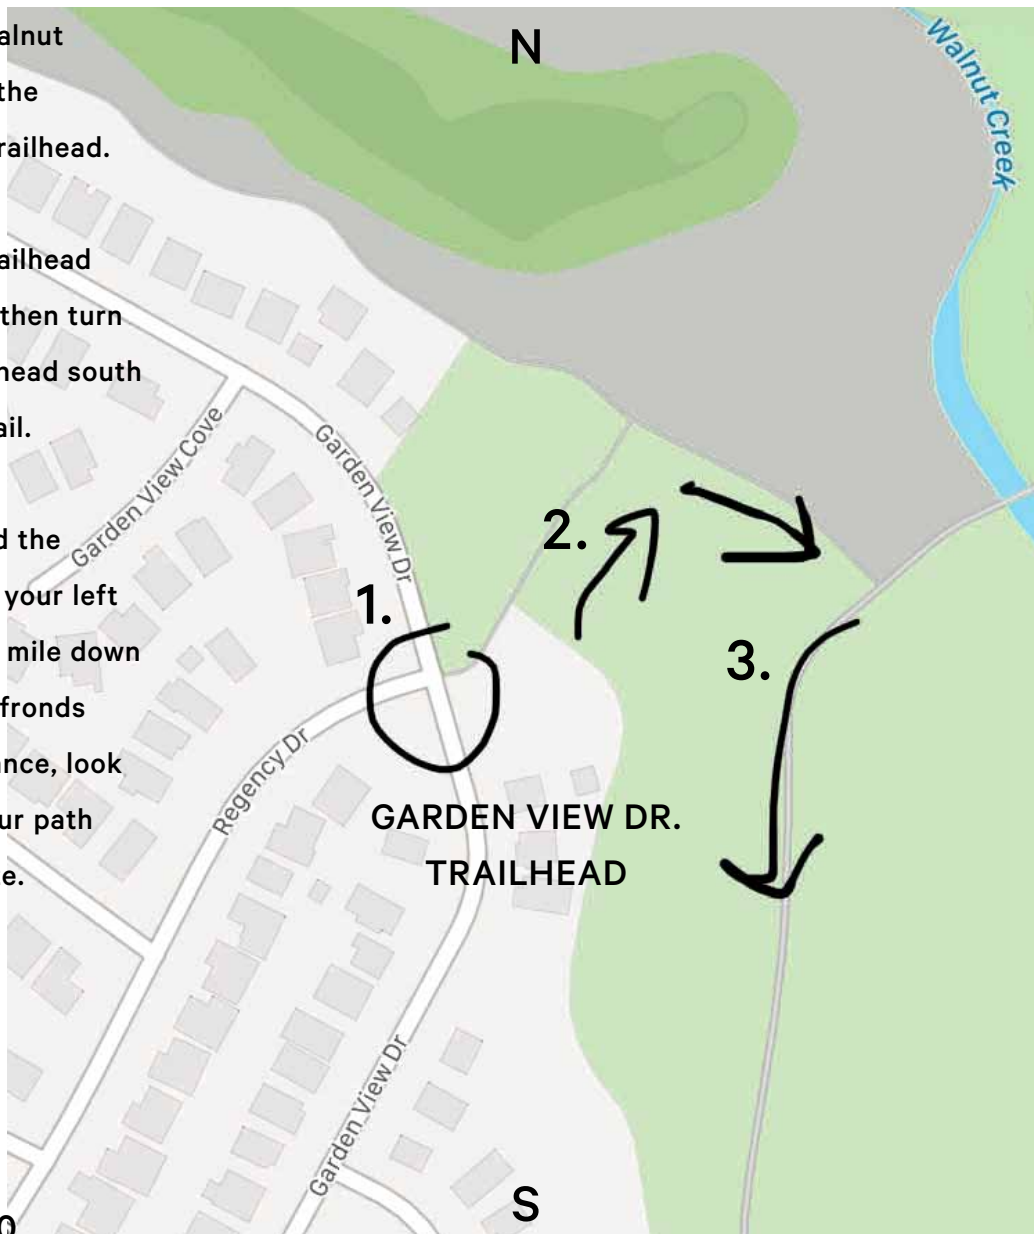 alnut
the
railhead.
ailhead
then turn
head south
ail.
d the
your left
mile down
fronds
ance, look
ur path
e.
0
N
Walnut Creek
Garden View Cove
Garden View Dr
1.
2.
3.
Regency Dr
GARDEN VIEW DR.
TRAILHEAD
Garden View Dr
S